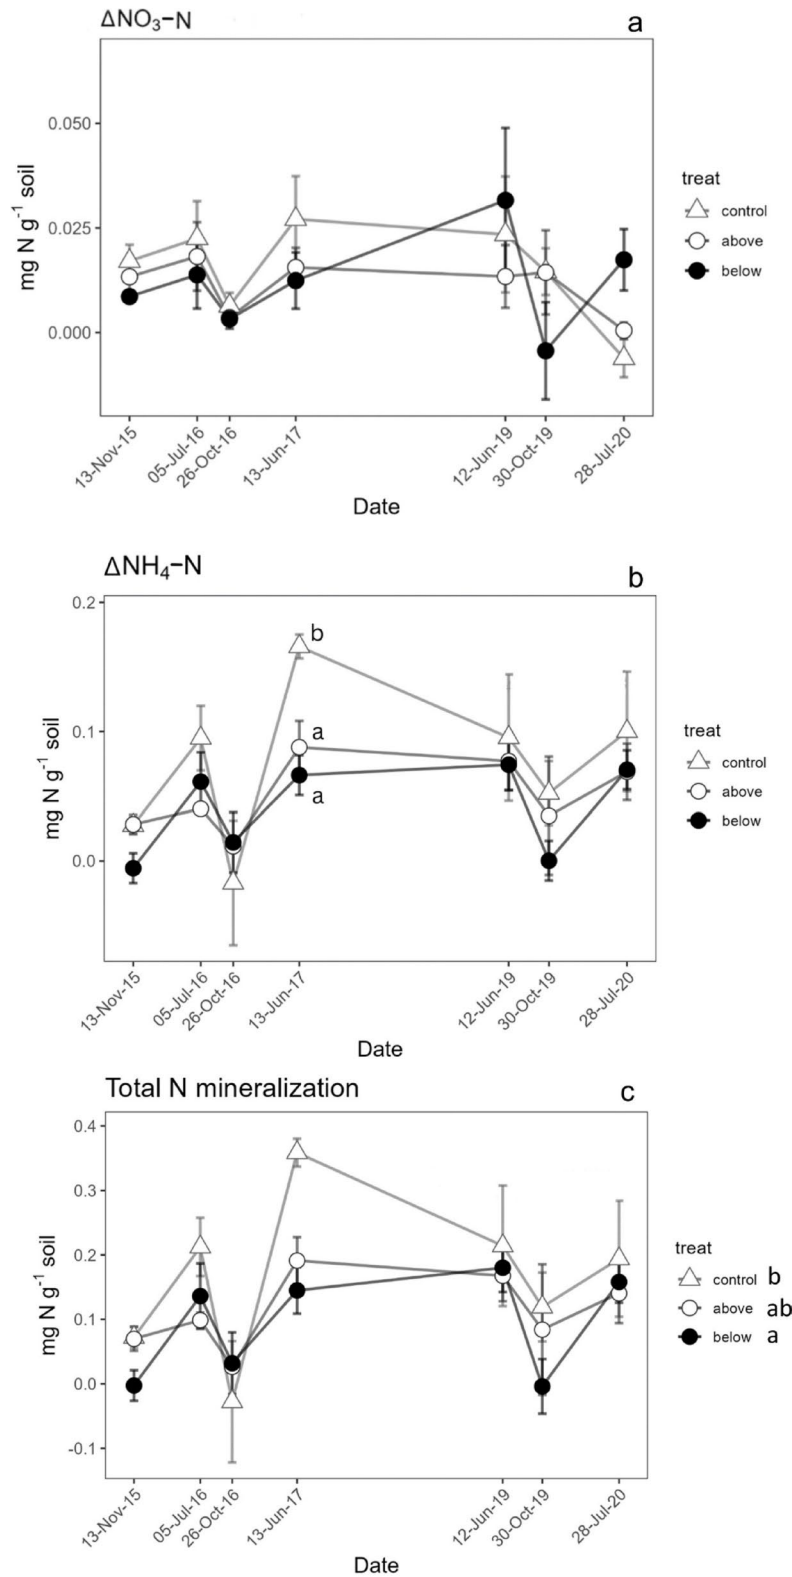 ΔNO₃−N
a
mg N g⁻¹ soil
0.050
0.025
0.000
13-Nov-15
05-Jul-16
26-Oct-16
13-Jun-17
12-Jun-19
30-Oct-19
28-Jul-20
Date
treat
control
above
below
ΔNH₄−N
b
mg N g⁻¹ soil
0.2
0.1
0.0
b
a
a
13-Nov-15
05-Jul-16
26-Oct-16
13-Jun-17
12-Jun-19
30-Oct-19
28-Jul-20
Date
treat
control
above
below
Total N mineralization
c
mg N g⁻¹ soil
0.4
0.3
0.2
0.1
0.0
-0.1
13-Nov-15
05-Jul-16
26-Oct-16
13-Jun-17
12-Jun-19
30-Oct-19
28-Jul-20
Date
treat
control b
above ab
below a